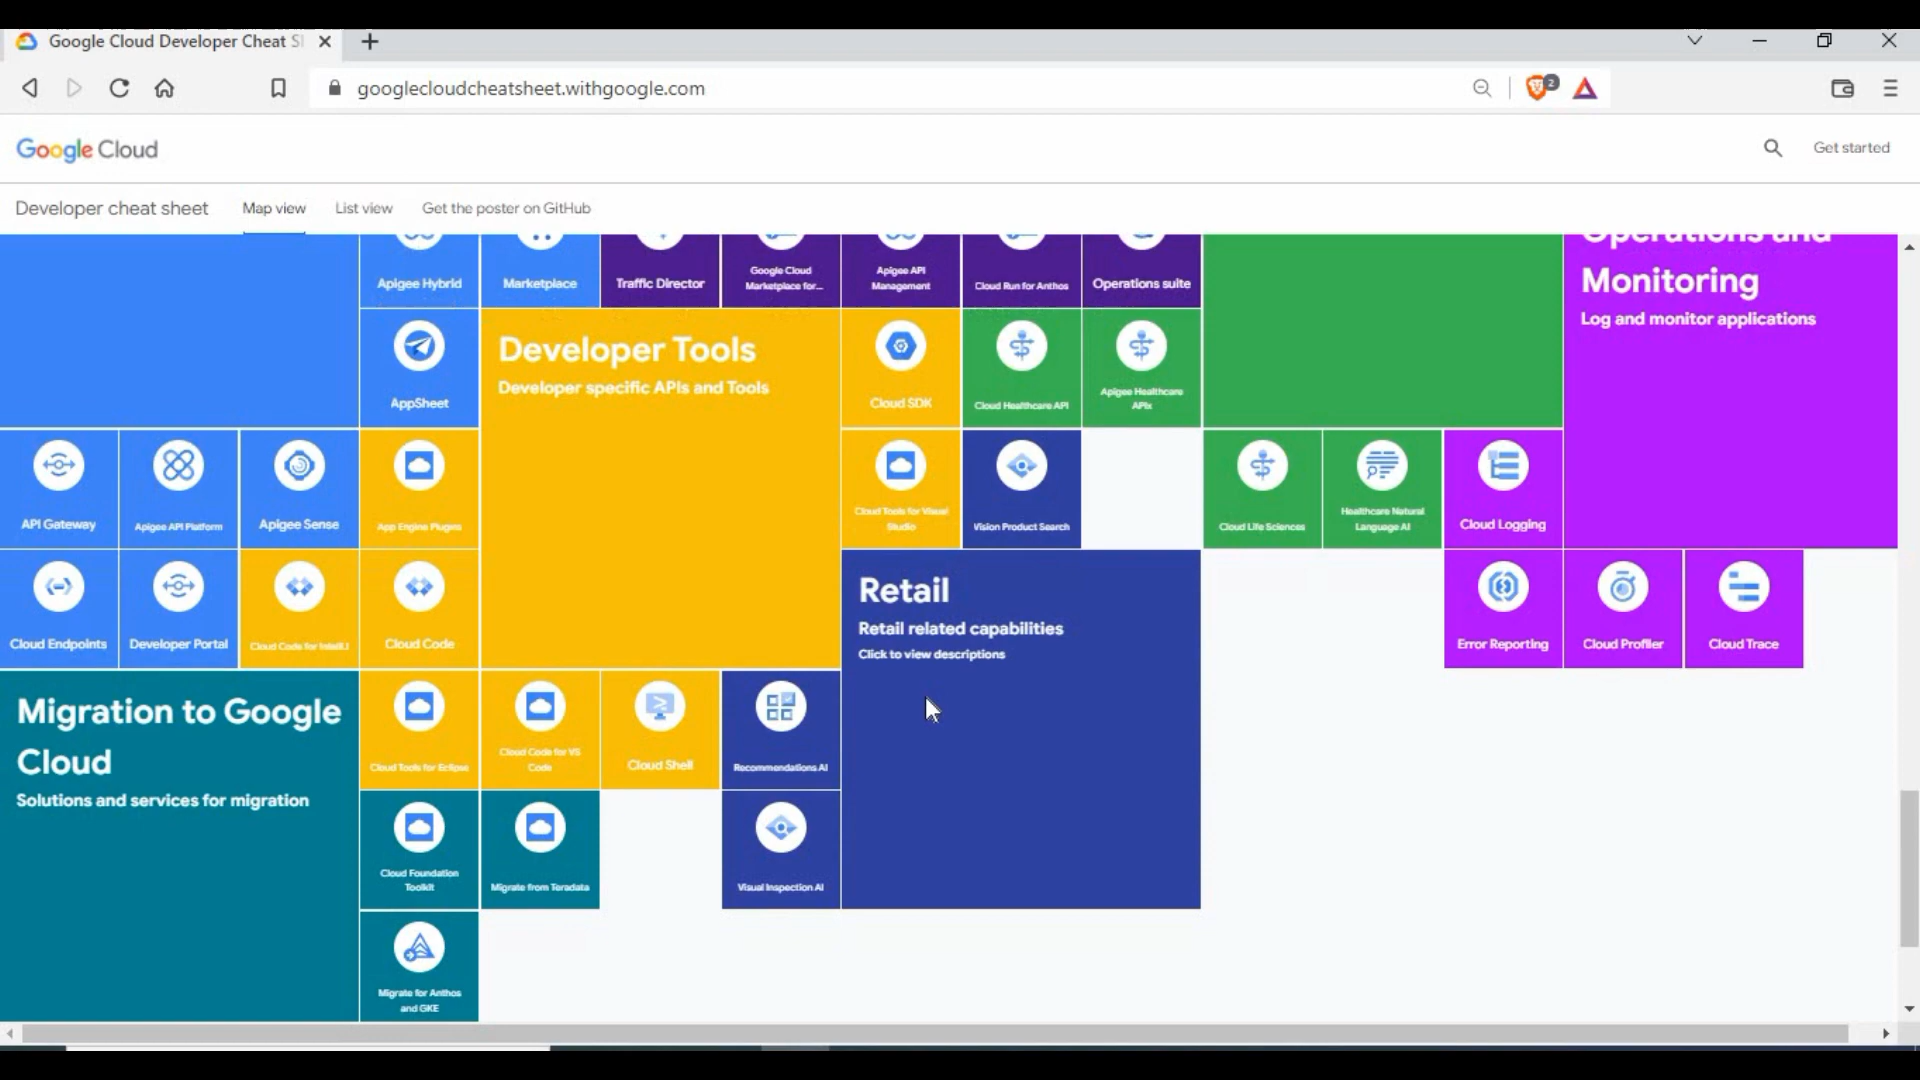 Google Cloud Developer Cheat S
googlecloudcheatsheet.withgoogle.com
2
Google Cloud
Get started
Developer cheat sheet
Map view
List view
Get the poster on GitHub
Apigee Hybrid
Marketplace
Traffic Director
Google Cloud
Marketplace for...
Apigee API
Management
Cloud Run for Anthos
Operations suite
Operations and
Monitoring
Log and monitor applications
AppSheet
Developer Tools
Developer specific APIs and Tools
Cloud SDK
Cloud Healthcare API
Apigee Healthcare
APIx
API Gateway
Apigee API Platform
Apigee Sense
App Engine Plugins
Cloud Tools for Visual
Studio
Vision Product Search
Cloud Life Sciences
Healthcare Natural
Language AI
Cloud Logging
Cloud Endpoints
Developer Portal
Cloud Code for IntelliJ
Cloud Code
Retail
Retail related capabilities
Click to view descriptions
Error Reporting
Cloud Profiler
Cloud Trace
Migration to Google
Cloud
Solutions and services for migration
Cloud Tools for Eclipse
Cloud Code for VS
Code
Cloud Shell
Recommendations AI
Cloud Foundation
Toolkit
Migrate from Teradata
Visual Inspection AI
Migrate for Anthos
and GKE